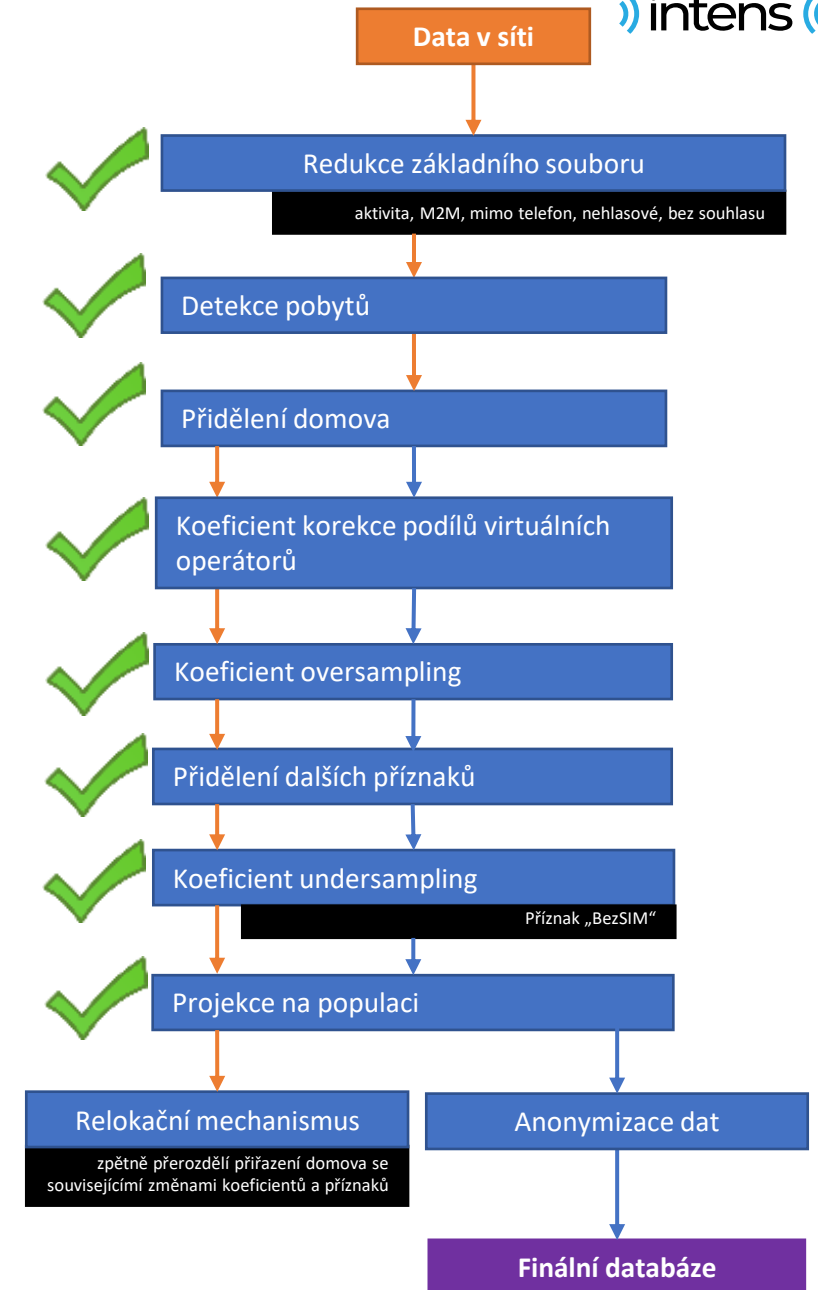 intens
Data v síti
Redukce základního souboru
aktivita, M2M, mimo telefon, nehlasové, bez souhlasu
Detekce pobytů
Přidělení domova
Koeficient korekce podílů virtuálních
operátorů
Koeficient oversampling
Přidělení dalších příznaků
Koeficient undersampling
Příznak „BezSIM“
Projekce na populaci
Relokační mechanismus
zpětně přerozdělí přiřazení domova se
souvisejícímí změnami koeficientů a příznaků
Anonymizace dat
Finální databáze